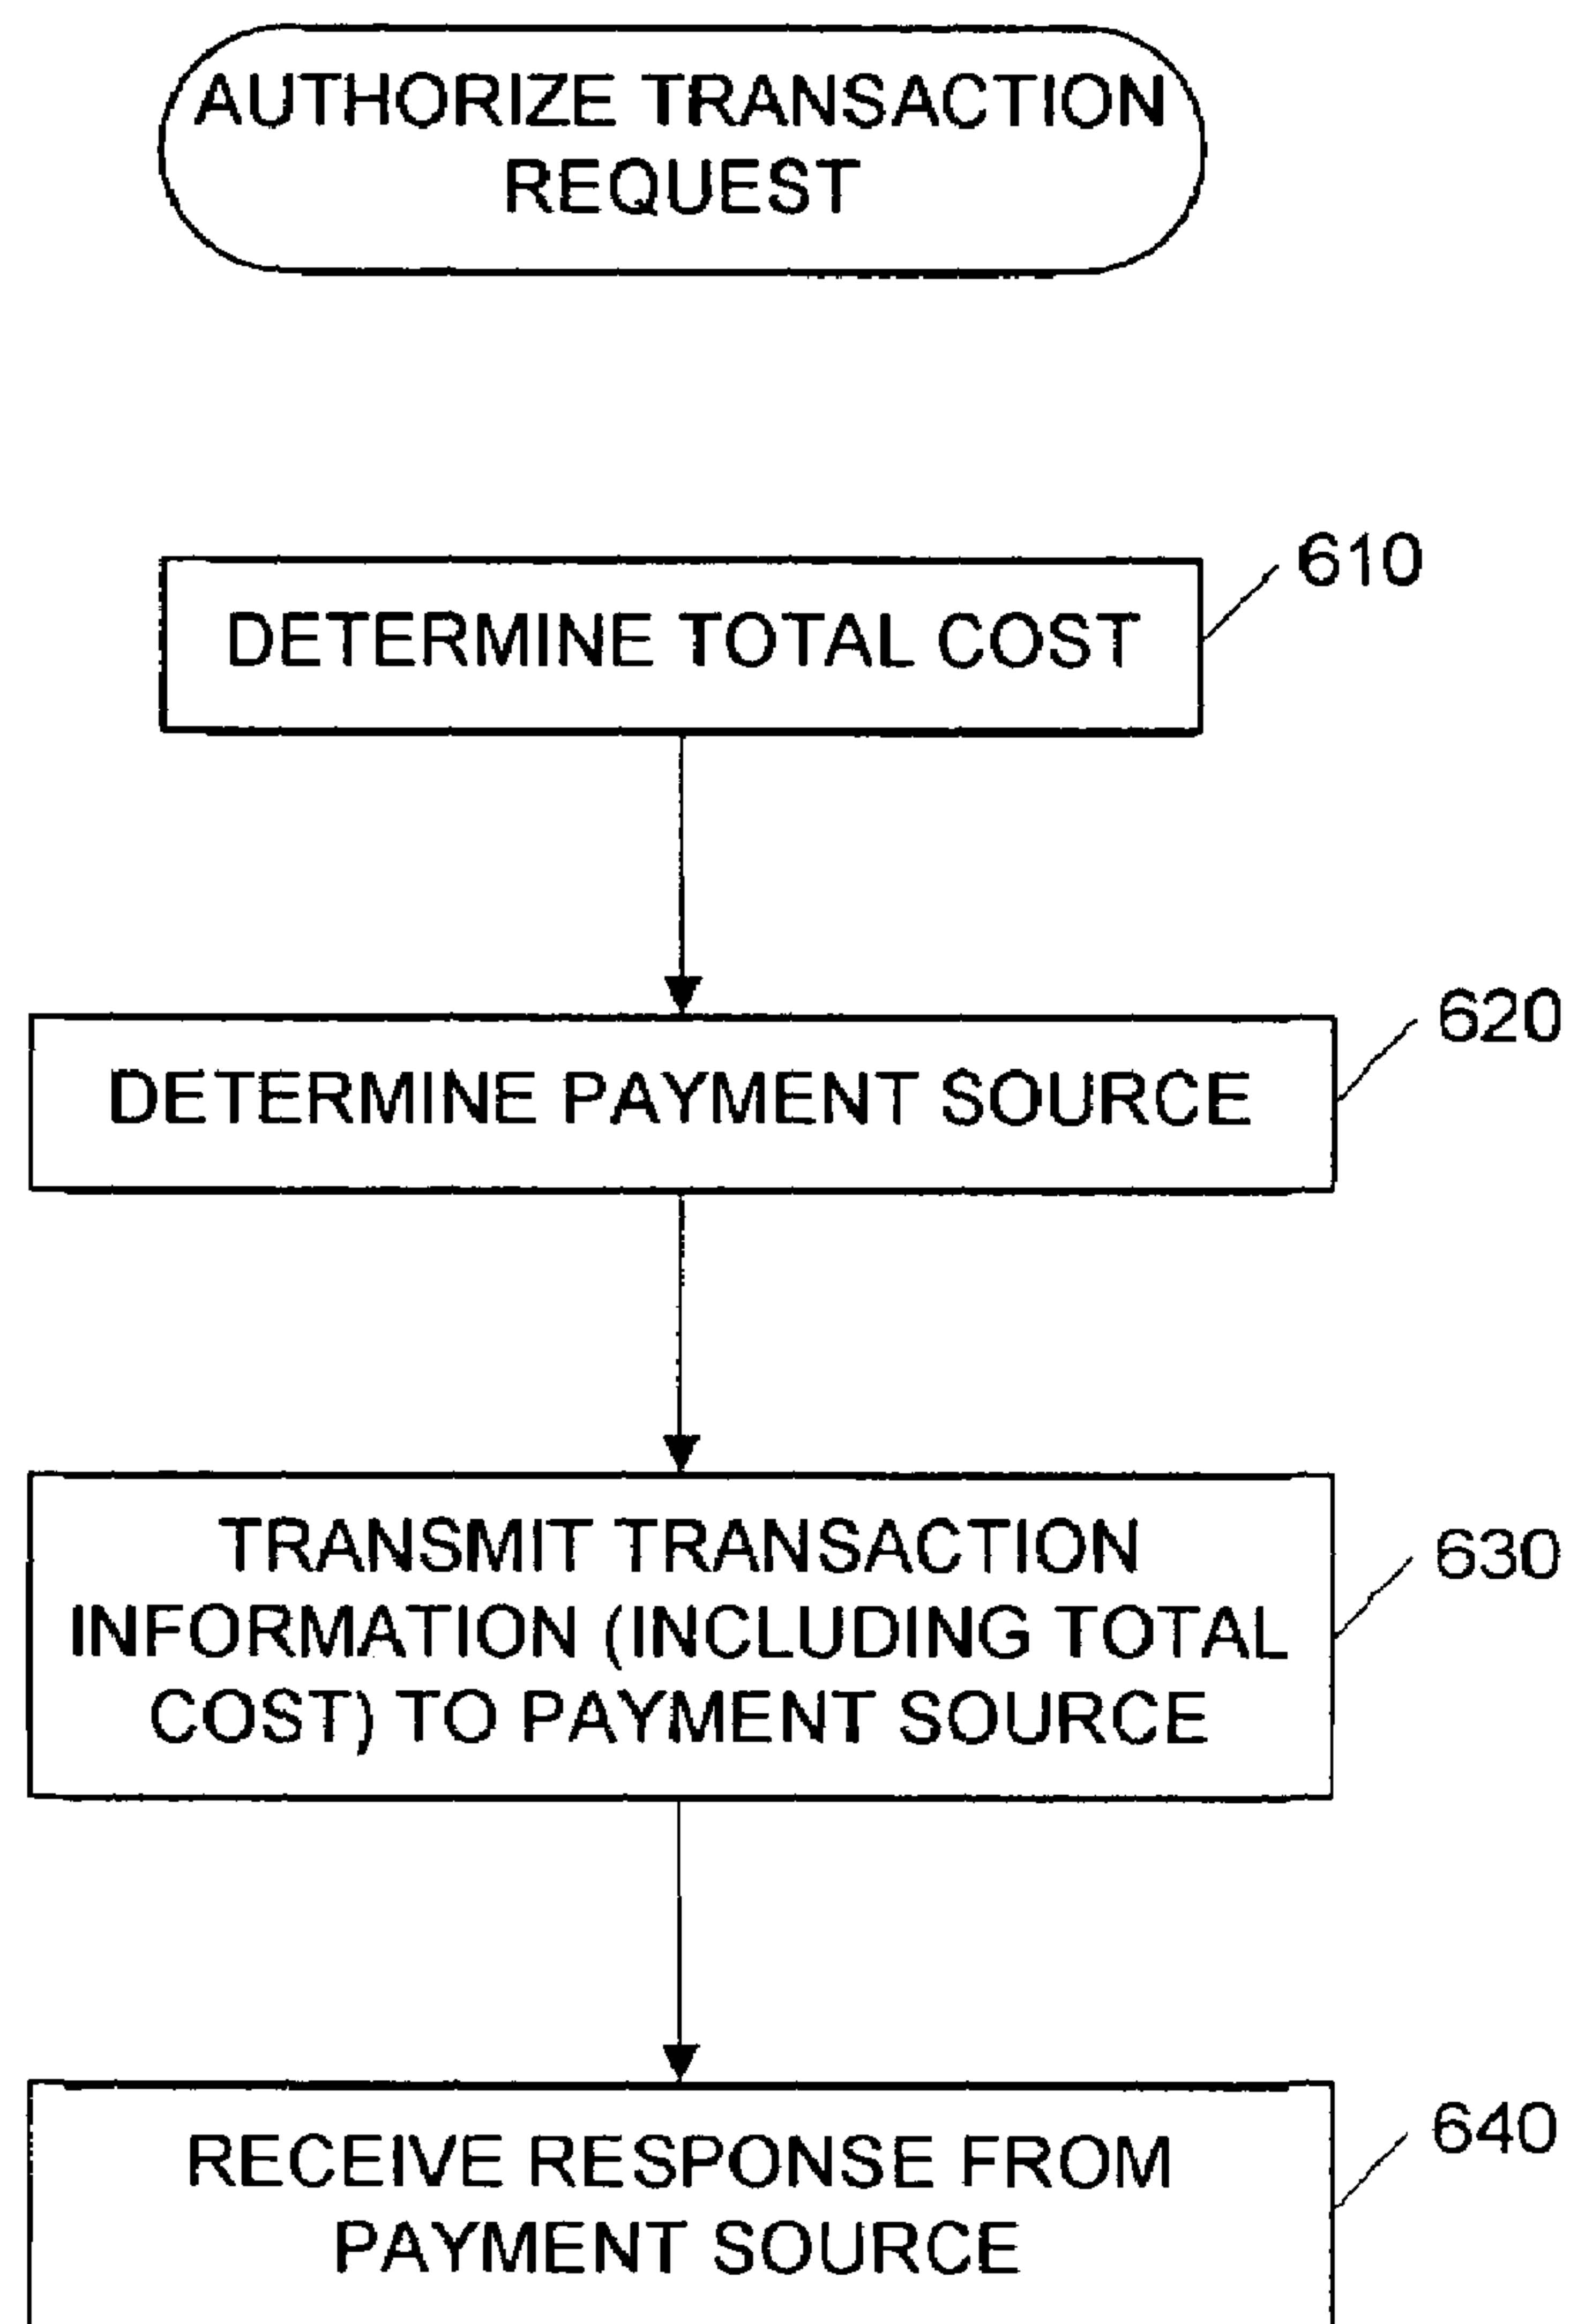 AUTHORIZE TRANSACTION
REQUEST
610
DETERMINE TOTAL COST
620
DETERMINE PAYMENT SOURCE
630
TRANSMIT TRANSACTION
INFORMATION (INCLUDING TOTAL
COST) TO PAYMENT SOURCE
640
RECEIVE RESPONSE FROM
PAYMENT SOURCE